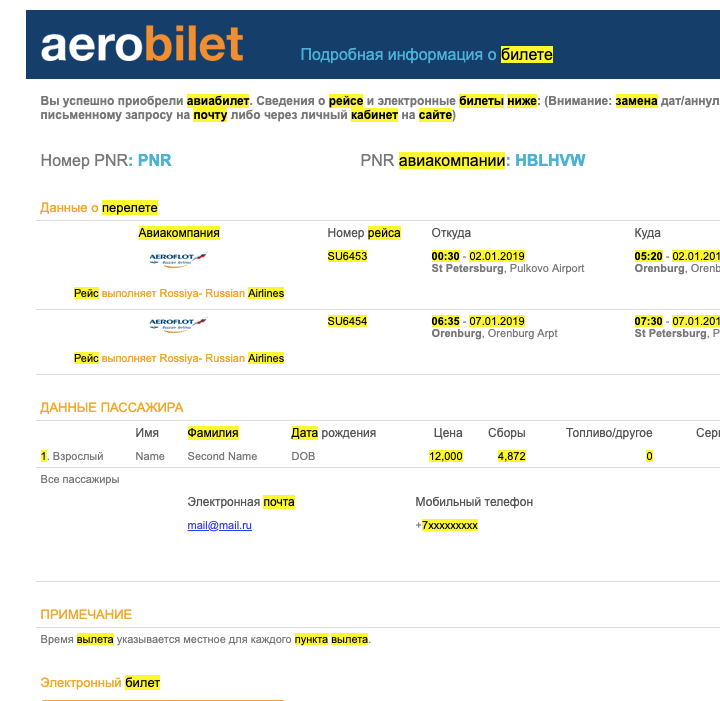 aerobilet
Подробная информация о билете
Вы успешно приобрели авиабилет. Сведения о рейсе и электронные билеты ниже: (Внимание: замена дат/аннул
письменному запросу на почту либо через личный кабинет на сайте)
Номер PNR: PNR PNR авиакомпании: HBLHVW
Данные о перелете
Авиакомпания Номер рейса Откуда Куда
AEROFLOT SU6453 00:30 - 02.01.2019 05:20 - 02.01.201
Russian Airlines St Petersburg, Pulkovo Airport Orenburg, Orenb
Рейс выполняет Rossiya- Russian Airlines
AEROFLOT SU6454 06:35 - 07.01.2019 07:30 - 07.01.201
Russian Airlines Orenburg, Orenburg Arpt St Petersburg, P
Рейс выполняет Rossiya- Russian Airlines
ДАННЫЕ ПАССАЖИРА
Имя Фамилия Дата рождения Цена Сборы Топливо/другое Сер
1. Взрослый Name Second Name DOB 12,000 4,872 0
Все пассажиры
Электронная почта Мобильный телефон
mail@mail.ru +7xxxxxxxxx
ПРИМЕЧАНИЕ
Время вылета указывается местное для каждого пункта вылета.
Электронный билет